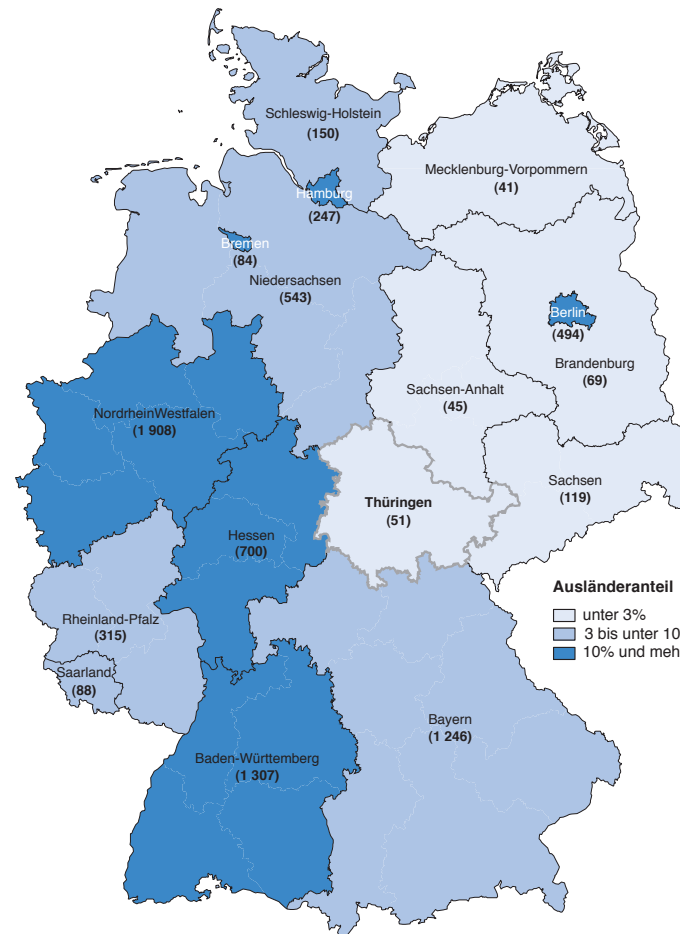 Schleswig-Holstein
(150)
Mecklenburg-Vorpommern
(41)
Hamburg
(247)
Bremen
(84)
Niedersachsen
(543)
Berlin
(494)
Brandenburg
(69)
Sachsen-Anhalt
(45)
NordrheinWestfalen
(1 908)
Sachsen
(119)
Thüringen
(51)
Hessen
(700)
Ausländeranteil
unter 3%
3 bis unter 10
10% und meh
Rheinland-Pfalz
(315)
Saarland
(88)
Bayern
(1 246)
Baden-Württemberg
(1 307)